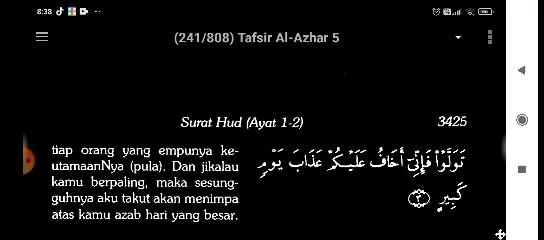 8:38
(241/808) Tafsir Al-Azhar 5
Surat Hud (Ayat 1-2)
3425
tiap orang yang empunya ke-
utamaanNya (pula). Dan jikalau
kamu berpaling, maka sesung-
guhnya aku takut akan menimpa
atas kamu azab hari yang besar.
تَوَلَّوْا فَإِنِّيٓ أَخَافُ عَلَيْكُمْ عَذَابَ يَوْمٍ
كَبِيرٍ ﴿٣﴾